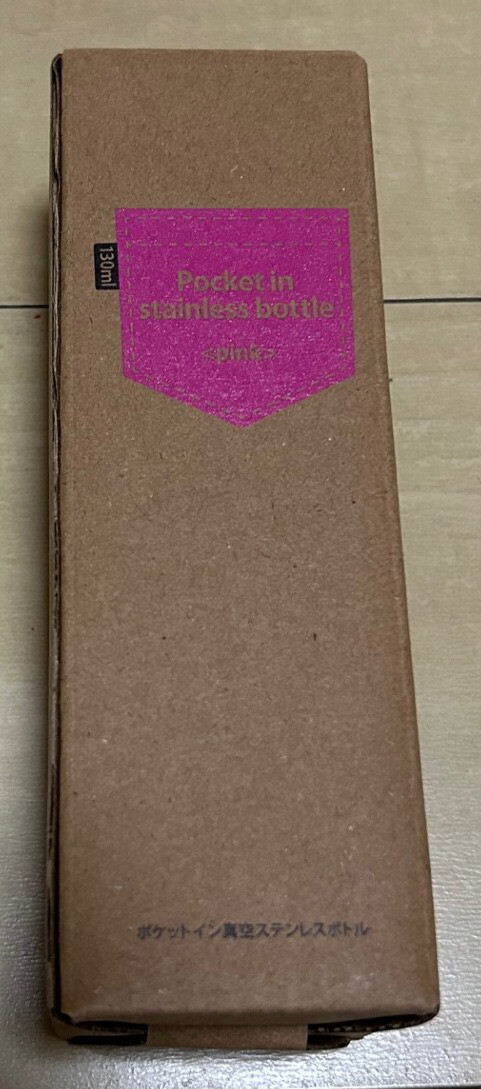 130ml
Pocket in
stainless bottle
<pink>
ポケットイン真空ステンレスボトル